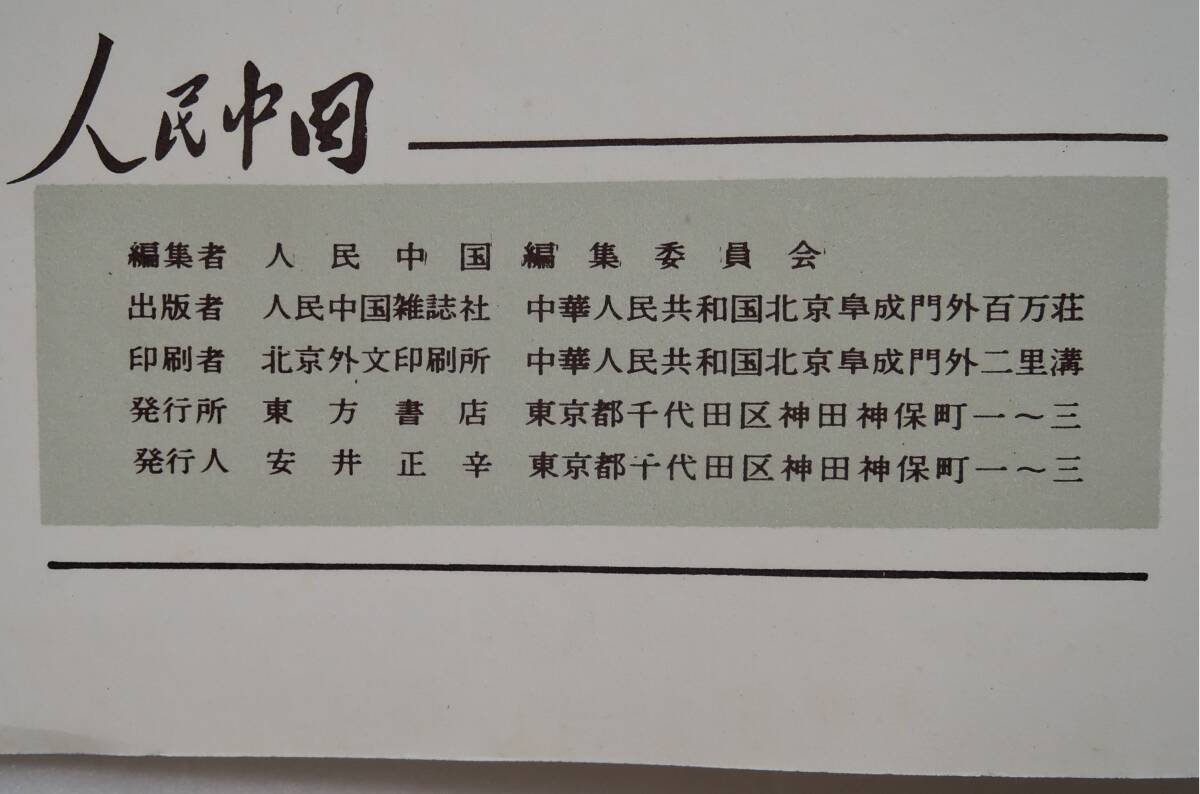 人民中国
編集者 人民中国編集委員会
出版者 人民中国雑誌社 中華人民共和国北京阜成門外百万荘
印刷者 北京外文印刷所 中華人民共和国北京阜成門外二里溝
発行所 東方書店 東京都千代田区神田神保町一〜三
発行人 安井正幸 東京都千代田区神田神保町一〜三